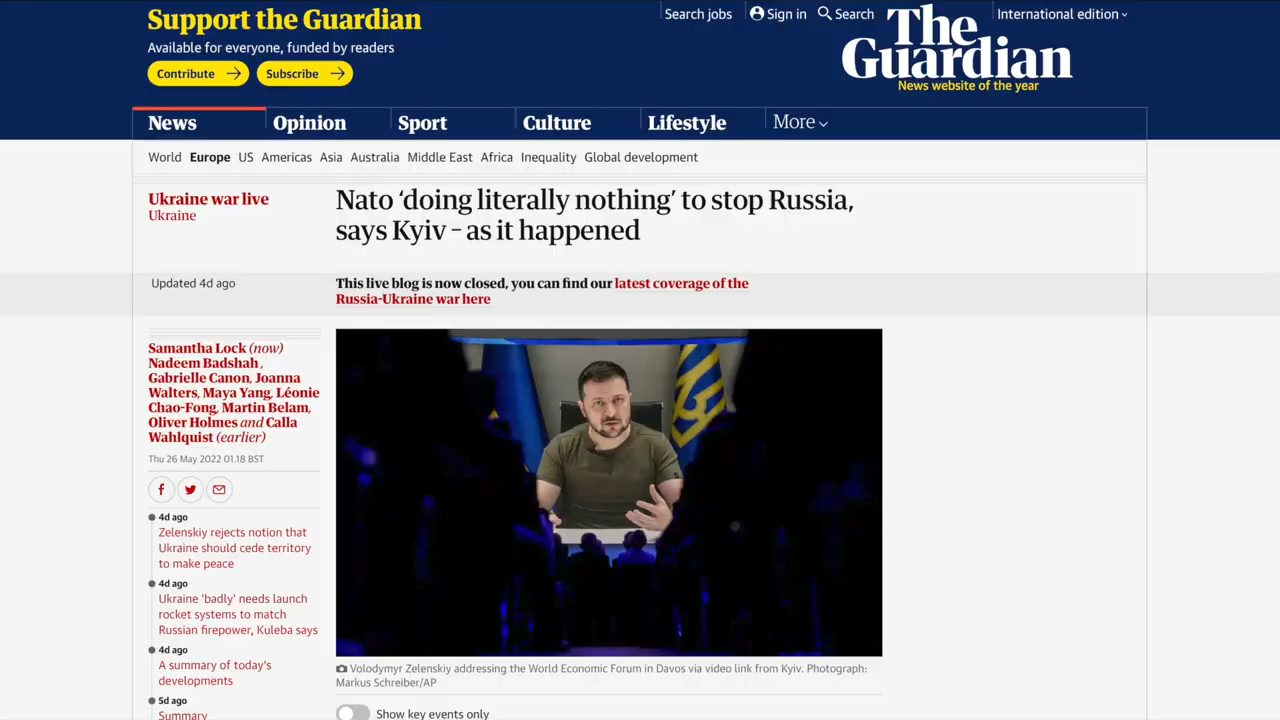 Support the Guardian
Available for everyone, funded by readers
Contribute
Subscribe
Search jobs
Sign in
Search
International edition
The
Guardian
News website of the year
News
Opinion
Sport
Culture
Lifestyle
More
World Europe US Americas Asia Australia Middle East Africa Inequality Global development
Ukraine war live
Ukraine
Nato ‘doing literally nothing’ to stop Russia,
says Kyiv – as it happened
Updated 4d ago
This live blog is now closed, you can find our latest coverage of the
Russia-Ukraine war here
Samantha Lock (now)
Nadeem Badshah ,
Gabrielle Canon, Joanna
Walters, Maya Yang, Léonie
Chao-Fong, Martin Belam,
Oliver Holmes and Calla
Wahlquist (earlier)
Thu 26 May 2022 01.18 BST
4d ago
Zelenskiy rejects notion that
Ukraine should cede territory
to make peace
4d ago
Ukraine 'badly' needs launch
rocket systems to match
Russian firepower, Kuleba says
4d ago
A summary of today's
developments
5d ago
Summary
Volodymyr Zelenskiy addressing the World Economic Forum in Davos via video link from Kyiv. Photograph:
Markus Schreiber/AP
Show key events only